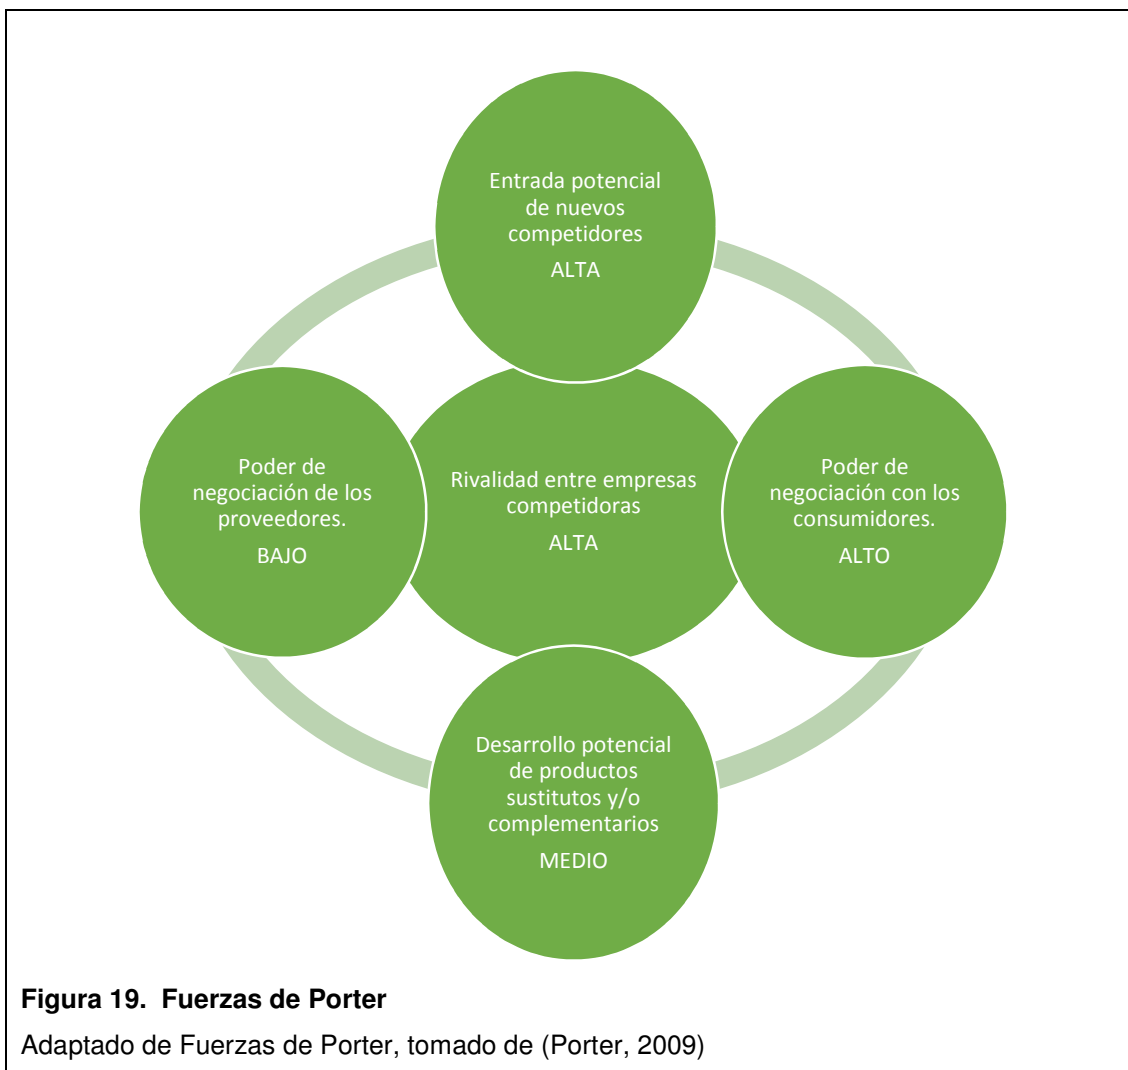 Entrada potencial
de nuevos
competidores
ALTA
Poder de
negociación de los
proveedores.
BAJO
Rivalidad entre empresas
competidoras
ALTA
Poder de
negociación con los
consumidores.
ALTO
Desarrollo potencial
de productos
sustitutos y/o
complementarios
MEDIO
Figura 19. Fuerzas de Porter
Adaptado de Fuerzas de Porter, tomado de (Porter, 2009)